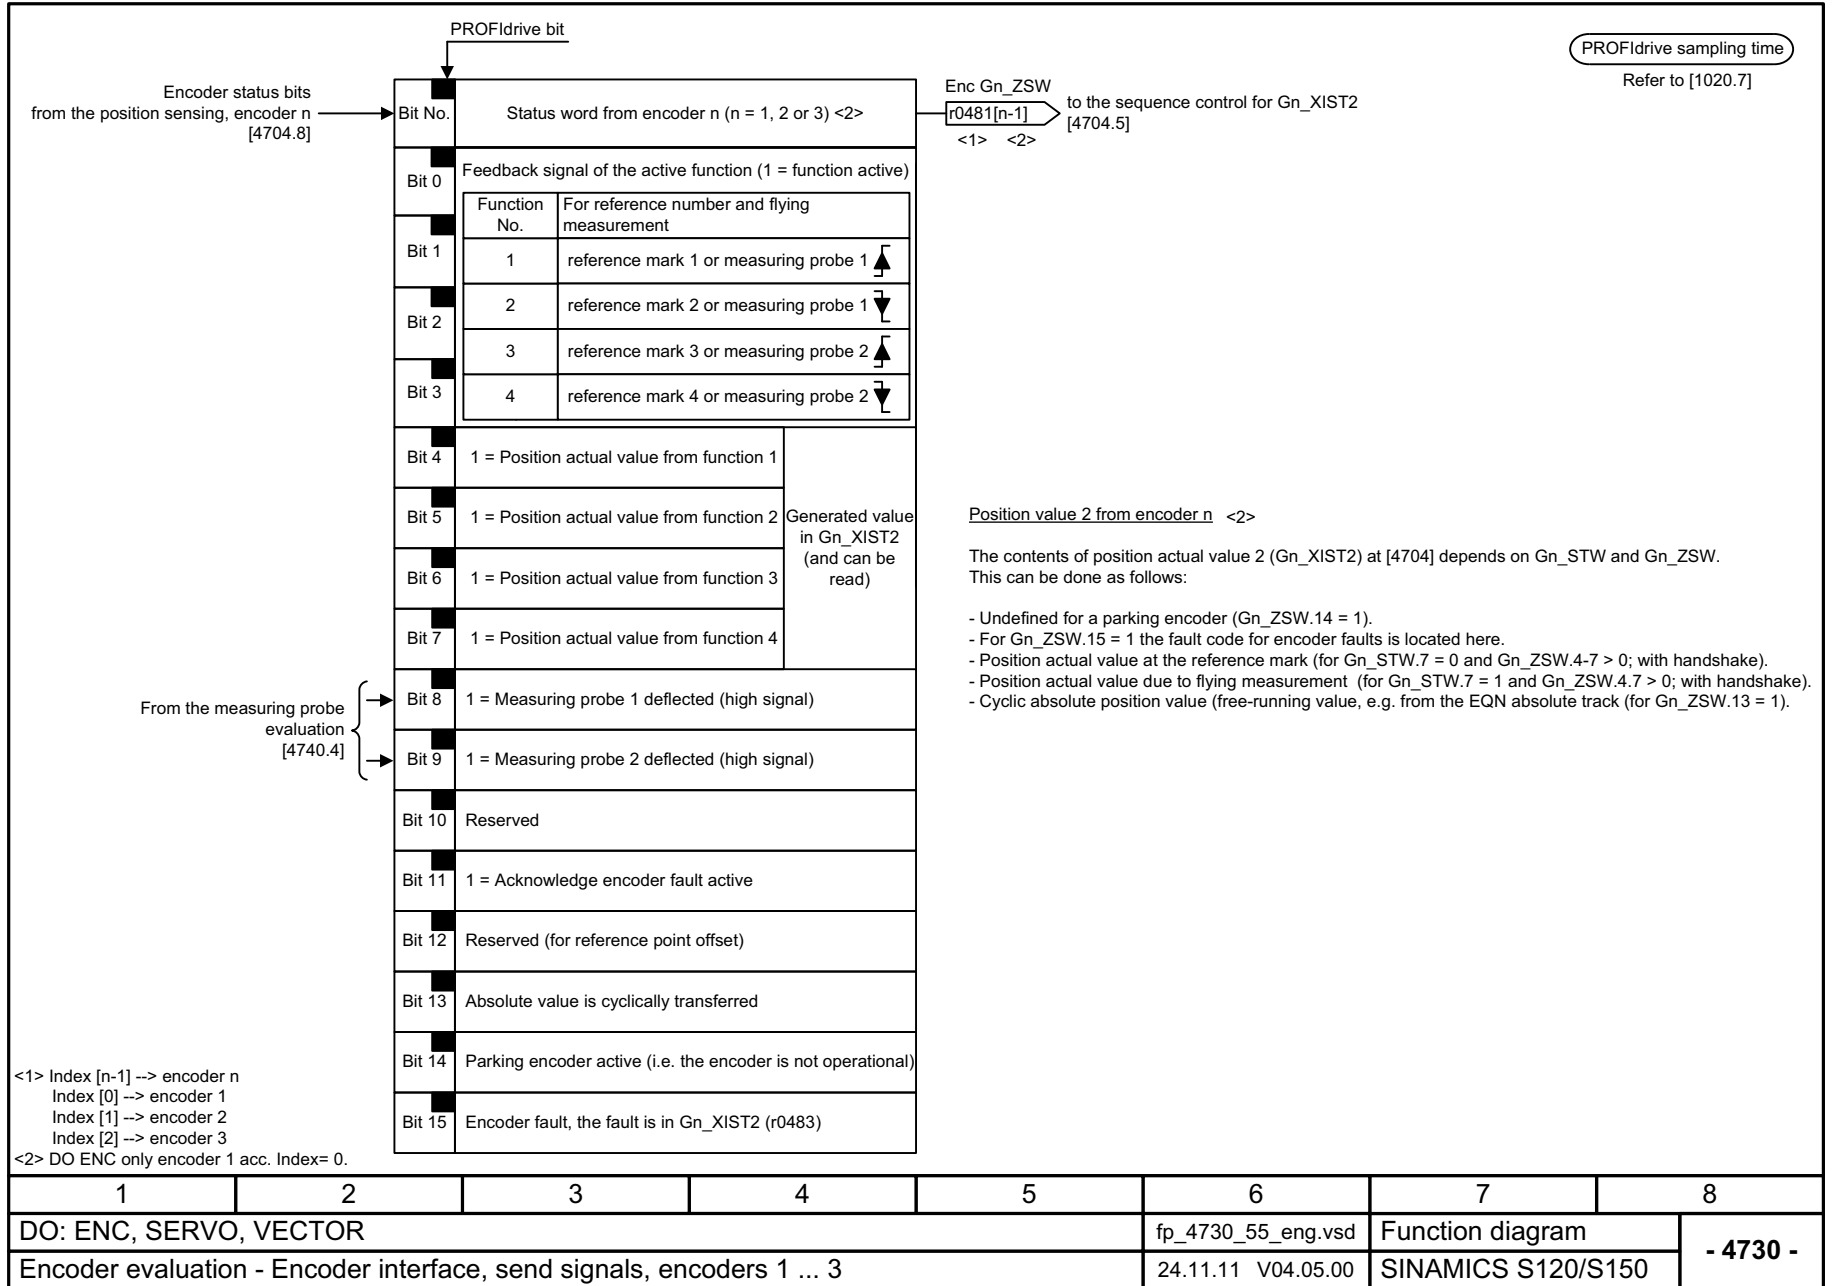 PROFIdrive bit
PROFIdrive sampling time
Refer to [1020.7]
Encoder status bits
from the position sensing, encoder n
[4704.8]
Bit No.
Status word from encoder n (n = 1, 2 or 3) <2>
Enc Gn_ZSW
r0481[n-1]
<1> <2>
to the sequence control for Gn_XIST2
[4704.5]
Bit 0
Feedback signal of the active function (1 = function active)
Function
No.
For reference number and flying
measurement
Bit 1
1
reference mark 1 or measuring probe 1
Bit 2
2
reference mark 2 or measuring probe 1
3
reference mark 3 or measuring probe 2
Bit 3
4
reference mark 4 or measuring probe 2
Bit 4
1 = Position actual value from function 1
Bit 5
1 = Position actual value from function 2
Generated value
in Gn_XIST2
(and can be
read)
Bit 6
1 = Position actual value from function 3
Bit 7
1 = Position actual value from function 4
Position value 2 from encoder n <2>
The contents of position actual value 2 (Gn_XIST2) at [4704] depends on Gn_STW and Gn_ZSW.
This can be done as follows:
- Undefined for a parking encoder (Gn_ZSW.14 = 1).
- For Gn_ZSW.15 = 1 the fault code for encoder faults is located here.
- Position actual value at the reference mark (for Gn_STW.7 = 0 and Gn_ZSW.4-7 > 0; with handshake).
- Position actual value due to flying measurement (for Gn_STW.7 = 1 and Gn_ZSW.4.7 > 0; with handshake).
- Cyclic absolute position value (free-running value, e.g. from the EQN absolute track (for Gn_ZSW.13 = 1).
From the measuring probe
evaluation
[4740.4]
Bit 8
1 = Measuring probe 1 deflected (high signal)
Bit 9
1 = Measuring probe 2 deflected (high signal)
Bit 10
Reserved
Bit 11
1 = Acknowledge encoder fault active
Bit 12
Reserved (for reference point offset)
Bit 13
Absolute value is cyclically transferred
Bit 14
Parking encoder active (i.e. the encoder is not operational)
Bit 15
Encoder fault, the fault is in Gn_XIST2 (r0483)
<1> Index [n-1] --> encoder n
Index [0] --> encoder 1
Index [1] --> encoder 2
Index [2] --> encoder 3
<2> DO ENC only encoder 1 acc. Index= 0.
1 2 3 4 5 6 7 8
DO: ENC, SERVO, VECTOR
fp_4730_55_eng.vsd
Function diagram
- 4730 -
Encoder evaluation - Encoder interface, send signals, encoders 1 ... 3
24.11.11 V04.05.00
SINAMICS S120/S150